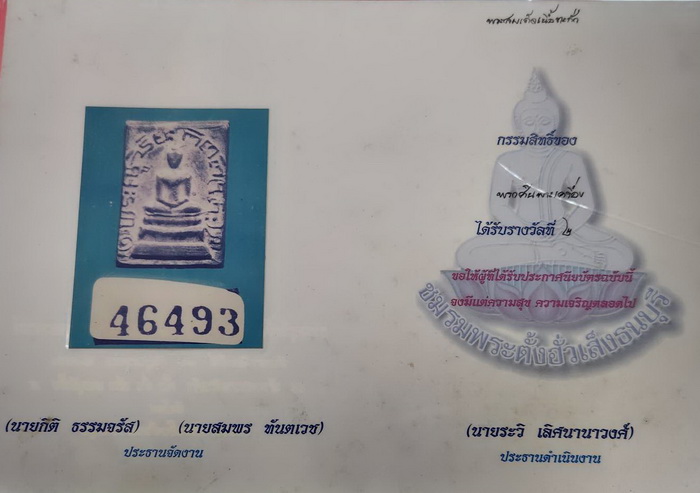 กรรมสิทธิ์ของ
ได้รับรางวัลที่ ๒
ขอให้ผู้ที่ได้รับประกาศนียบัตรฉบับนี้
จงมีแต่ความสุข ความเจริญตลอดไป
ชมรมพระตั้งฮั่วเส็งธนบุรี
46493
(นายกิติ ธรรมจรัส) (นายสมพร ทันตเวช)
ประธานจัดงาน
(นายระวิ เลิศนานาวงศ์)
ประธานดำเนินงาน